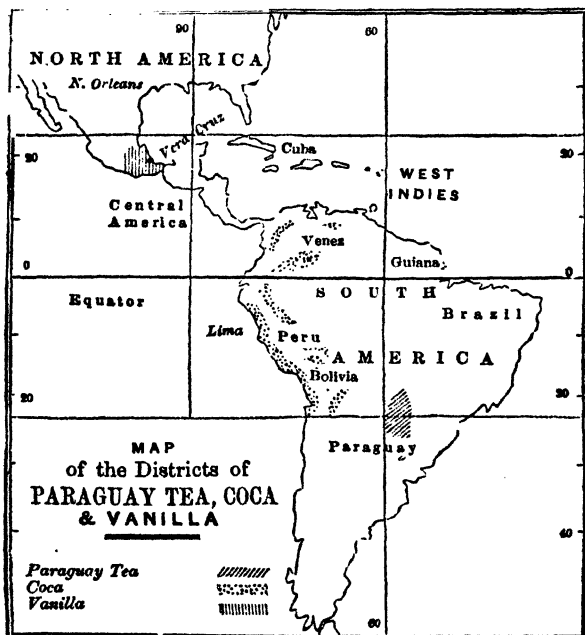 90
60
NORTH AMERICA
N. Orleans
Vera Cruz
Cuba
20
20
WEST
INDIES
Central
America
Venez
Guiana
0
0
SOUTH
Equator
Brazil
Lima
Peru
AMERICA
Bolivia
20
20
Paraguay
MAP
of the Districts of
PARAGUAY TEA, COCA
& VANILLA
40
Paraguay Tea
Coca
Vanilla
60